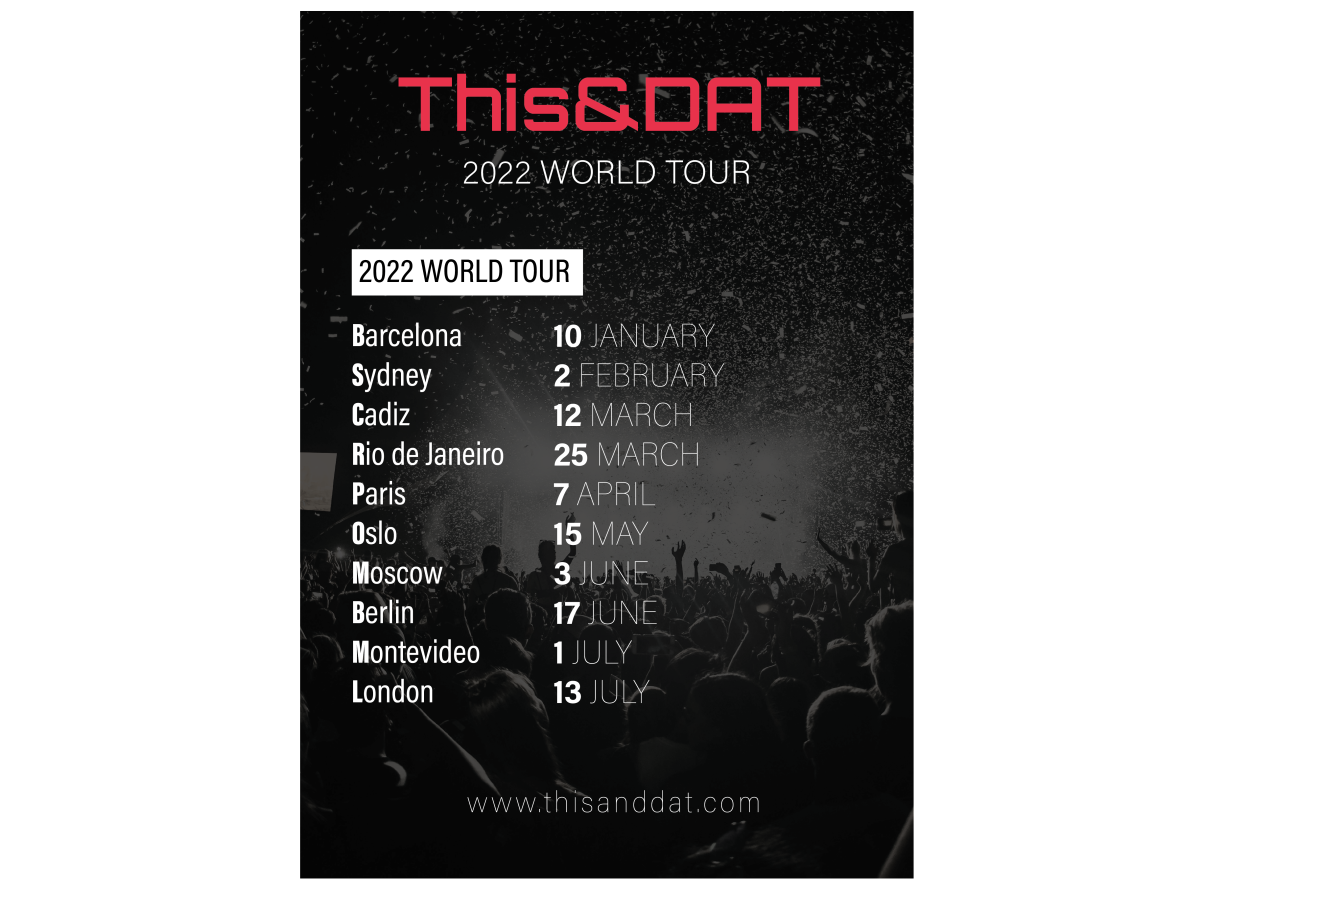 This&DAT
2022 WORLD TOUR
2022 WORLD TOUR
Barcelona 10 JANUARY
Sydney 2 FEBRUARY
Cadiz 12 MARCH
Rio de Janeiro 25 MARCH
Paris 7 APRIL
Oslo 15 MAY
Moscow 3 JUNE
Berlin 17 JUNE
Montevideo 1 JULY
London 13 JULY
www.thisanddat.com